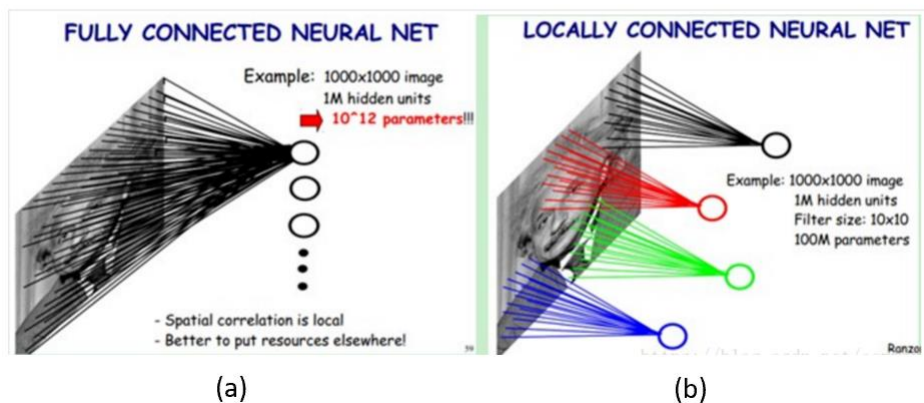 FULLY CONNECTED NEURAL NET
Example: 1000x1000 image
1M hidden units
10^12 parameters!!!
- Spatial correlation is local
- Better to put resources elsewhere!
59
(a)
LOCALLY CONNECTED NEURAL NET
Example: 1000x1000 image
1M hidden units
Filter size: 10x10
100M parameters
(b)